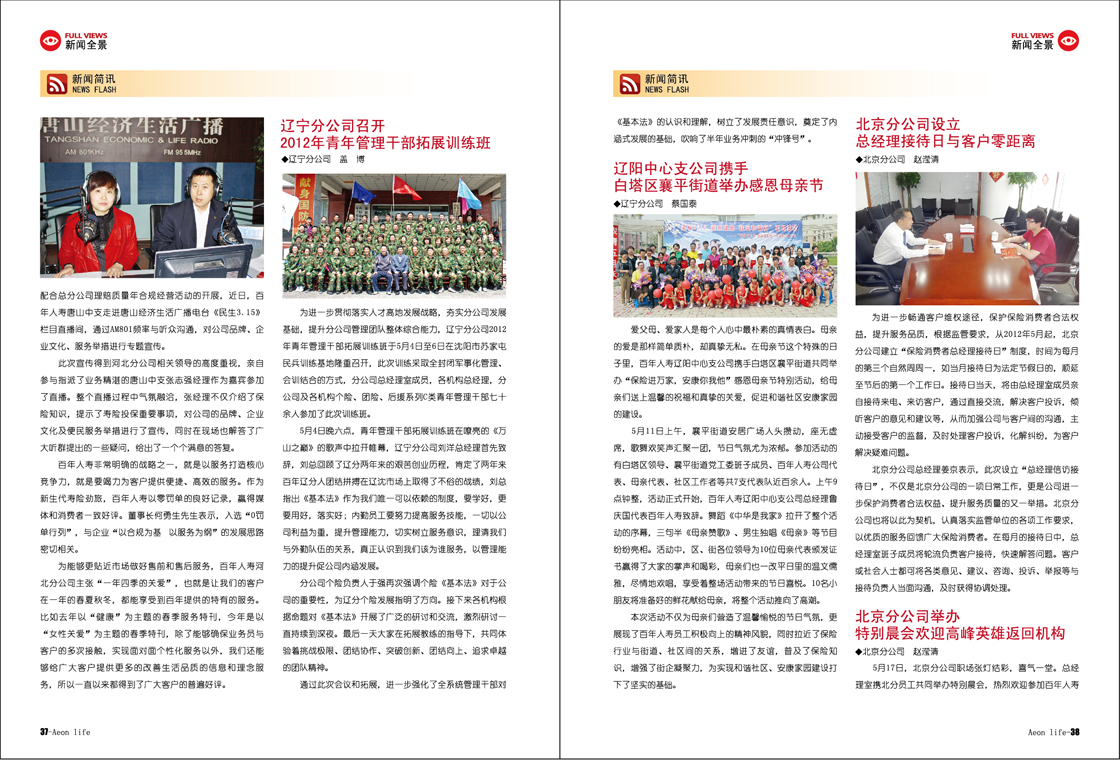 FULL VIEWS
新闻全景
新闻简讯
NEWS FLASH
唐山经济生活广播
TANGSHAN ECONOMIC & LIFE RADIO
AM 801KHz FM 95.5MHz
配合总分公司理赔质量年合规经营活动的开展，近日，百
年人寿唐山中支走进唐山经济生活广播电台《民生3.15》
栏目直播间，通过AM801频率与听众沟通，对公司品牌、企
业文化、服务举措进行专题宣传。
此次宣传得到河北分公司相关领导的高度重视，亲自
参与指派了业务精湛的唐山中支张志强经理作为嘉宾参加
了直播。整个直播过程中气氛融洽，张经理不仅介绍了保
险知识，提示了寿险投保重要事项，对公司的品牌、企业
文化及便民服务举措进行了宣传，同时在现场也解答了广
大听群提出的一些疑问，给出了一个个满意的答复。
百年人寿非常明确的战略之一，就是以服务打造核心
竞争力，就是要竭力为客户提供便捷、高效的服务。作为
新生代寿险劲旅，百年人寿以零罚单的良好记录，赢得媒
体和消费者一致好评。董事长何勇生先生表示，入选“0罚
单行列”，与企业“以合规为基 以服务为纲”的发展思路
密切相关。
为能够更贴近市场做好售前和售后服务，百年人寿河
北分公司主张“一年四季的关爱”，也就是让我们的客户
在一年的春夏秋冬，都能享受到百年提供的特有的服务。
比如去年以“健康”为主题的春季服务特刊，今年是以
“女性关爱”为主题的春季特刊，除了能够确保业务员与
客户的多次接触，实现面对面个性化服务以外，我们还能
够给广大客户提供更多的改善生活品质的信息和理念服
务，所以一直以来都得到了广大客户的普遍好评。
辽宁分公司召开
2012年青年管理干部拓展训练班
◆辽宁分公司 盖 博
献身国防
为进一步贯彻落实人才高地发展战略，夯实分公司发展
基础，提升分公司管理团队整体综合能力，辽宁分公司2012
年青年管理干部拓展训练班于5月4日至6日在沈阳市苏家屯
民兵训练基地隆重召开，此次训练采取全封闭军事化管理、
会训结合的方式，分公司总经理室成员，各机构总经理，分
公司及各机构个险、团险、后援系列C类青年管理干部七十
余人参加了此次训练班。
5月4日晚六点，青年管理干部拓展训练班在嘹亮的《万
山之巅》的歌声中拉开帷幕，辽宁分公司刘洋总经理首先致
辞，刘总回顾了辽分两年来的艰苦创业历程，肯定了两年来
百年辽分人团结拼搏在辽沈市场上取得了不俗的战绩，刘总
指出《基本法》作为我们唯一可以依赖的制度，要学好，更
要用好，落实好；内勤员工要努力提高服务技能，一切以公
司利益为重，提升管理能力，切实树立服务意识，理清我们
与外勤队伍的关系，真正认识到我们该为谁服务，以管理能
力的提升促公司内涵发展。
分公司个险负责人于强再次强调个险《基本法》对于公
司的重要性，为辽分个险发展指明了方向。接下来各机构根
据命题对《基本法》开展了广泛的研讨和交流，激烈研讨一
直持续到深夜。最后一天大家在拓展教练的指导下，共同体
验着挑战极限、团结协作、突破创新、团结向上、追求卓越
的团队精神。
通过此次会议和拓展，进一步强化了全系统管理干部对
37-Aeon life
FULL VIEWS
新闻全景
新闻简讯
NEWS FLASH
《基本法》的认识和理解，树立了发展责任意识，奠定了内
涵式发展的基础，吹响了半年业务冲刺的“冲锋号”。
辽阳中心支公司携手
白塔区襄平街道举办感恩母亲节
◆辽宁分公司 蔡国泰
爱父母、爱家人是每个人心中最朴素的真情表白。母亲
的爱是那样简单质朴，却真挚无私。在母亲节这个特殊的日
子里，百年人寿辽阳中心支公司携手白塔区襄平街道共同举
办“保险进万家，安康你我他”感恩母亲节特别活动，给母
亲们送上温馨的祝福和真挚的关爱，促进和谐社区安康家园
的建设。
5月11日上午，襄平街道安居广场人头攒动，座无虚
席，歌舞欢笑声汇聚一团，节日气氛尤为浓郁。参加活动的
有白塔区领导、襄平街道党工委班子成员、百年人寿公司代
表、母亲代表、社区工作者等共7支代表队近百余人。上午9
点钟整，活动正式开始，百年人寿辽阳中心支公司总经理鲁
庆国代表百年人寿致辞。舞蹈《中华是我家》拉开了整个活
动的序幕，三句半《母亲赞歌》、男生独唱《母亲》等节目
纷纷亮相。活动中，区、街各位领导为10位母亲代表颁发证
书赢得了大家的掌声和喝彩，母亲们也一改平日里的温文儒
雅，尽情地欢唱，享受着整场活动带来的节日喜悦。10名小
朋友将准备好的鲜花献给母亲，将整个活动推向了高潮。
本次活动不仅为母亲们营造了温馨愉悦的节日气氛，更
展现了百年人寿员工积极向上的精神风貌，同时拉近了保险
行业与街道、社区间的关系，增进了友谊，普及了保险知
识，增强了街企凝聚力，为实现和谐社区、安康家园建设打
下了坚实的基础。
北京分公司设立
总经理接待日与客户零距离
◆北京分公司 赵滢清
为进一步畅通客户维权途径，保护保险消费者合法权
益，提升服务品质，根据监管要求，从2012年5月起，北京
分公司建立“保险消费者总经理接待日”制度，时间为每月
的第三个自然周周一，如当月接待日为法定节假日的，顺延
至节后的第一个工作日。接待日当天，将由总经理室成员亲
自接待来电、来访客户，通过直接交流，解决客户投诉，倾
听客户的意见和建议等，从而加强公司与客户间的沟通，主
动接受客户的监督，及时处理客户投诉，化解纠纷，为客户
解决疑难问题。
北京分公司总经理姜京表示，此次设立“总经理信访接
待日”，不仅是北京分公司的一项日常工作，更是公司进一
步保护消费者合法权益、提升服务质量的又一举措。北京分
公司也将以此为契机，认真落实监管单位的各项工作要求，
以优质的服务回馈广大保险消费者。在每月的接待日中，总
经理室班子成员将轮流负责客户接待，快速解答问题。客户
或社会人士都可将各类意见、建议、咨询、投诉、举报等与
接待负责人当面沟通，及时获得协调处理。
北京分公司举办
特别晨会欢迎高峰英雄返回机构
◆北京分公司 赵滢清
5月17日，北京分公司职场张灯结彩，喜气一堂。总经
理室携北分员工共同举办特别晨会，热烈欢迎参加百年人寿
Aeon life-38